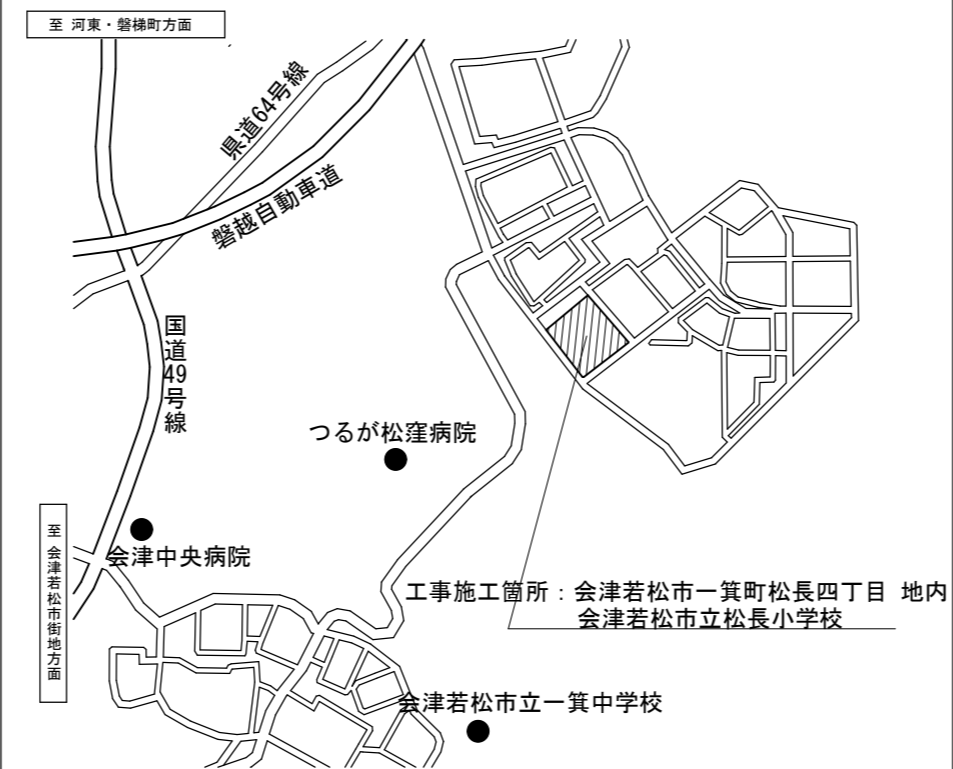 至 河東・磐梯町方面
県道64号線
磐越自動車道
国道49号線
つるが松窪病院
会津中央病院
至 会津若松市街地方面
工事施工箇所：会津若松市一箕町松長四丁目 地内
会津若松市立松長小学校
会津若松市立一箕中学校